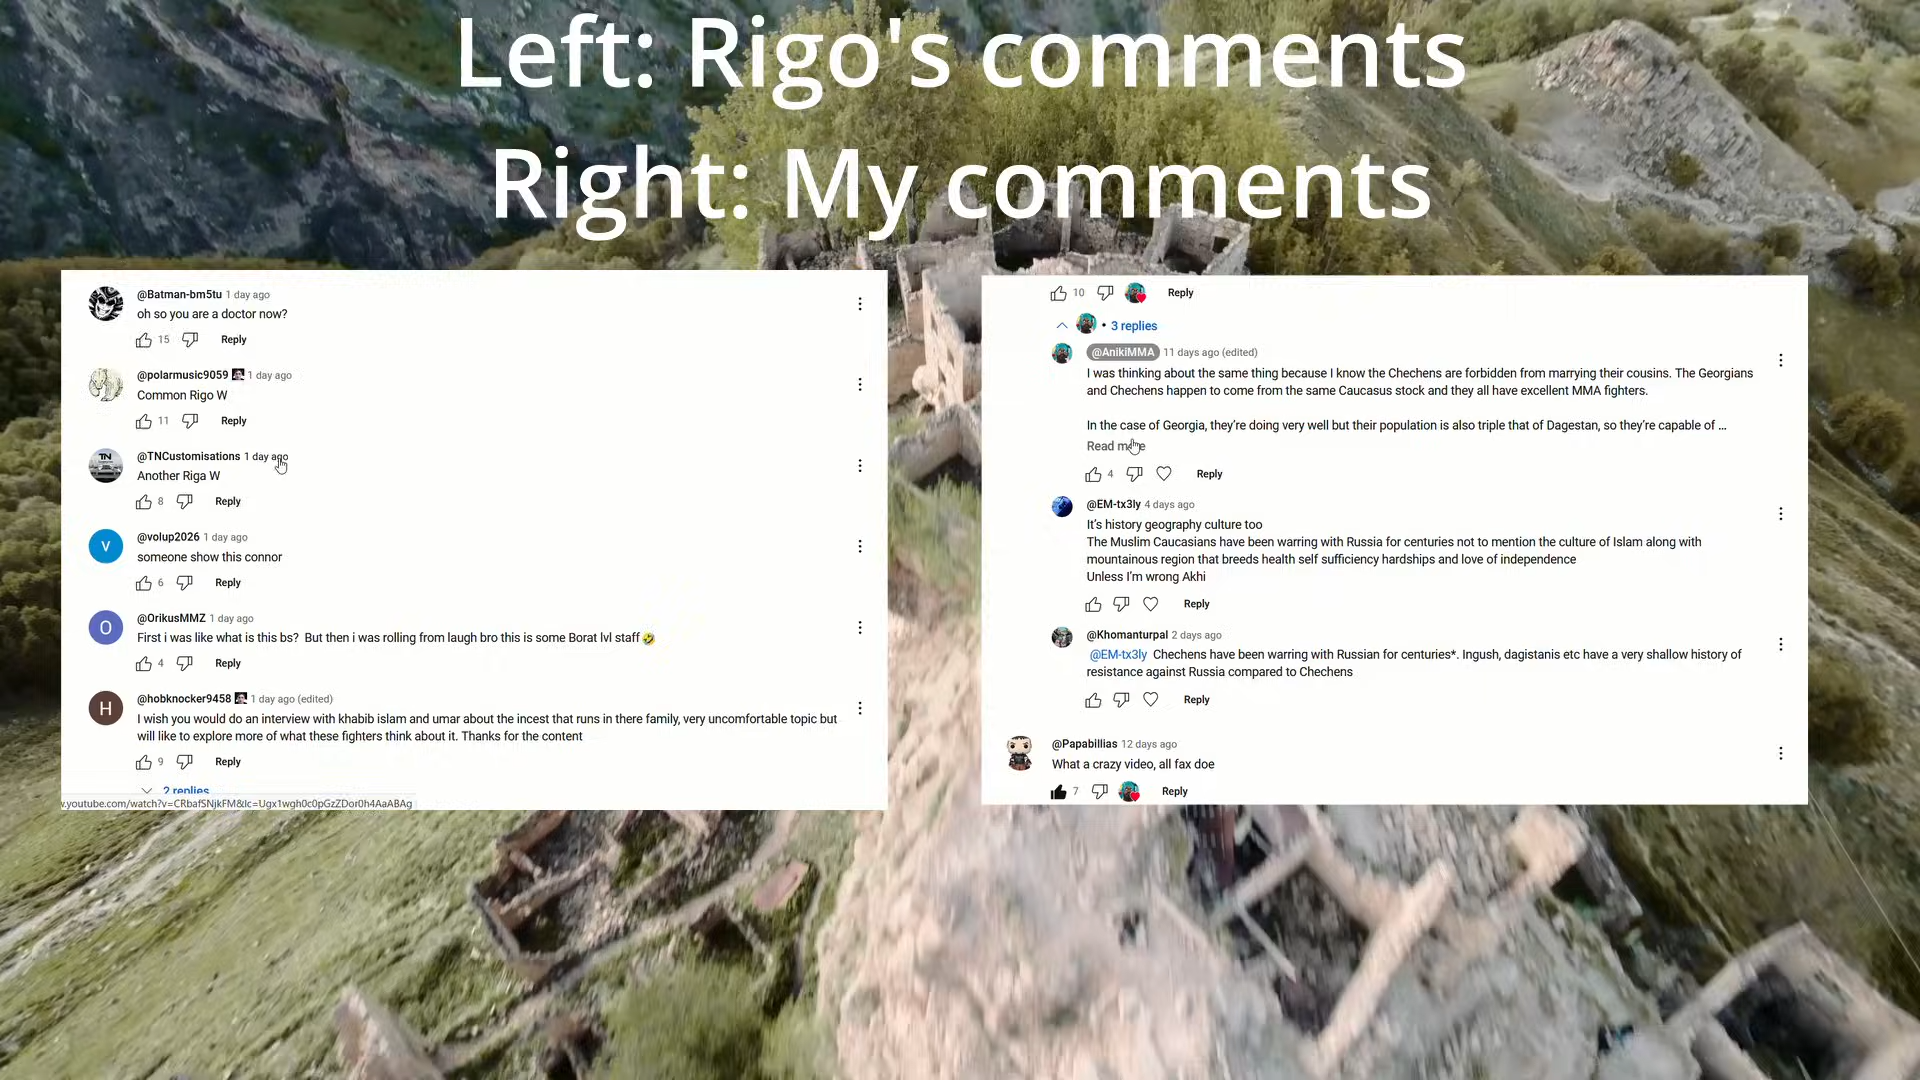 Left: Rigo's comments
Right: My comments
@Batman-bm5tu 1 day ago
oh so you are a doctor now?
15 Reply
@polarmusic9059 1 day ago
Common Rigo W
11 Reply
@TNCustomisations 1 day ago
Another Riga W
8 Reply
V
@volup2026 1 day ago
someone show this connor
6 Reply
O
@OrikusMMZ 1 day ago
First i was like what is this bs? But then i was rolling from laugh bro this is some Borat lvl staff🤣
4 Reply
H
@hobknocker9458 1 day ago (edited)
I wish you would do an interview with khabib islam and umar about the incest that runs in there family, very uncomfortable topic but
will like to explore more of what these fighters think about it. Thanks for the content
9 Reply
2 replies
.youtube.com/watch?v=CRbafSNjkFM&lc=Ugx1wgh0c0pGzZDor0h4AaABAg
10 Reply
• 3 replies
@AnikiMMA 11 days ago (edited)
I was thinking about the same thing because I know the Chechens are forbidden from marrying their cousins. The Georgians
and Chechens happen to come from the same Caucasus stock and they all have excellent MMA fighters.
In the case of Georgia, they're doing very well but their population is also triple that of Dagestan, so they're capable of ...
Read more
4 Reply
@EM-tx3ly 4 days ago
It's history geography culture too
The Muslim Caucasians have been warring with Russia for centuries not to mention the culture of Islam along with
mountainous region that breeds health self sufficiency hardships and love of independence
Unless I'm wrong Akhi
Reply
@Khomanturpal 2 days ago
@EM-tx3ly Chechens have been warring with Russian for centuries*. Ingush, dagistanis etc have a very shallow history of
resistance against Russia compared to Chechens
Reply
@Papabillias 12 days ago
What a crazy video, all fax doe
7 Reply